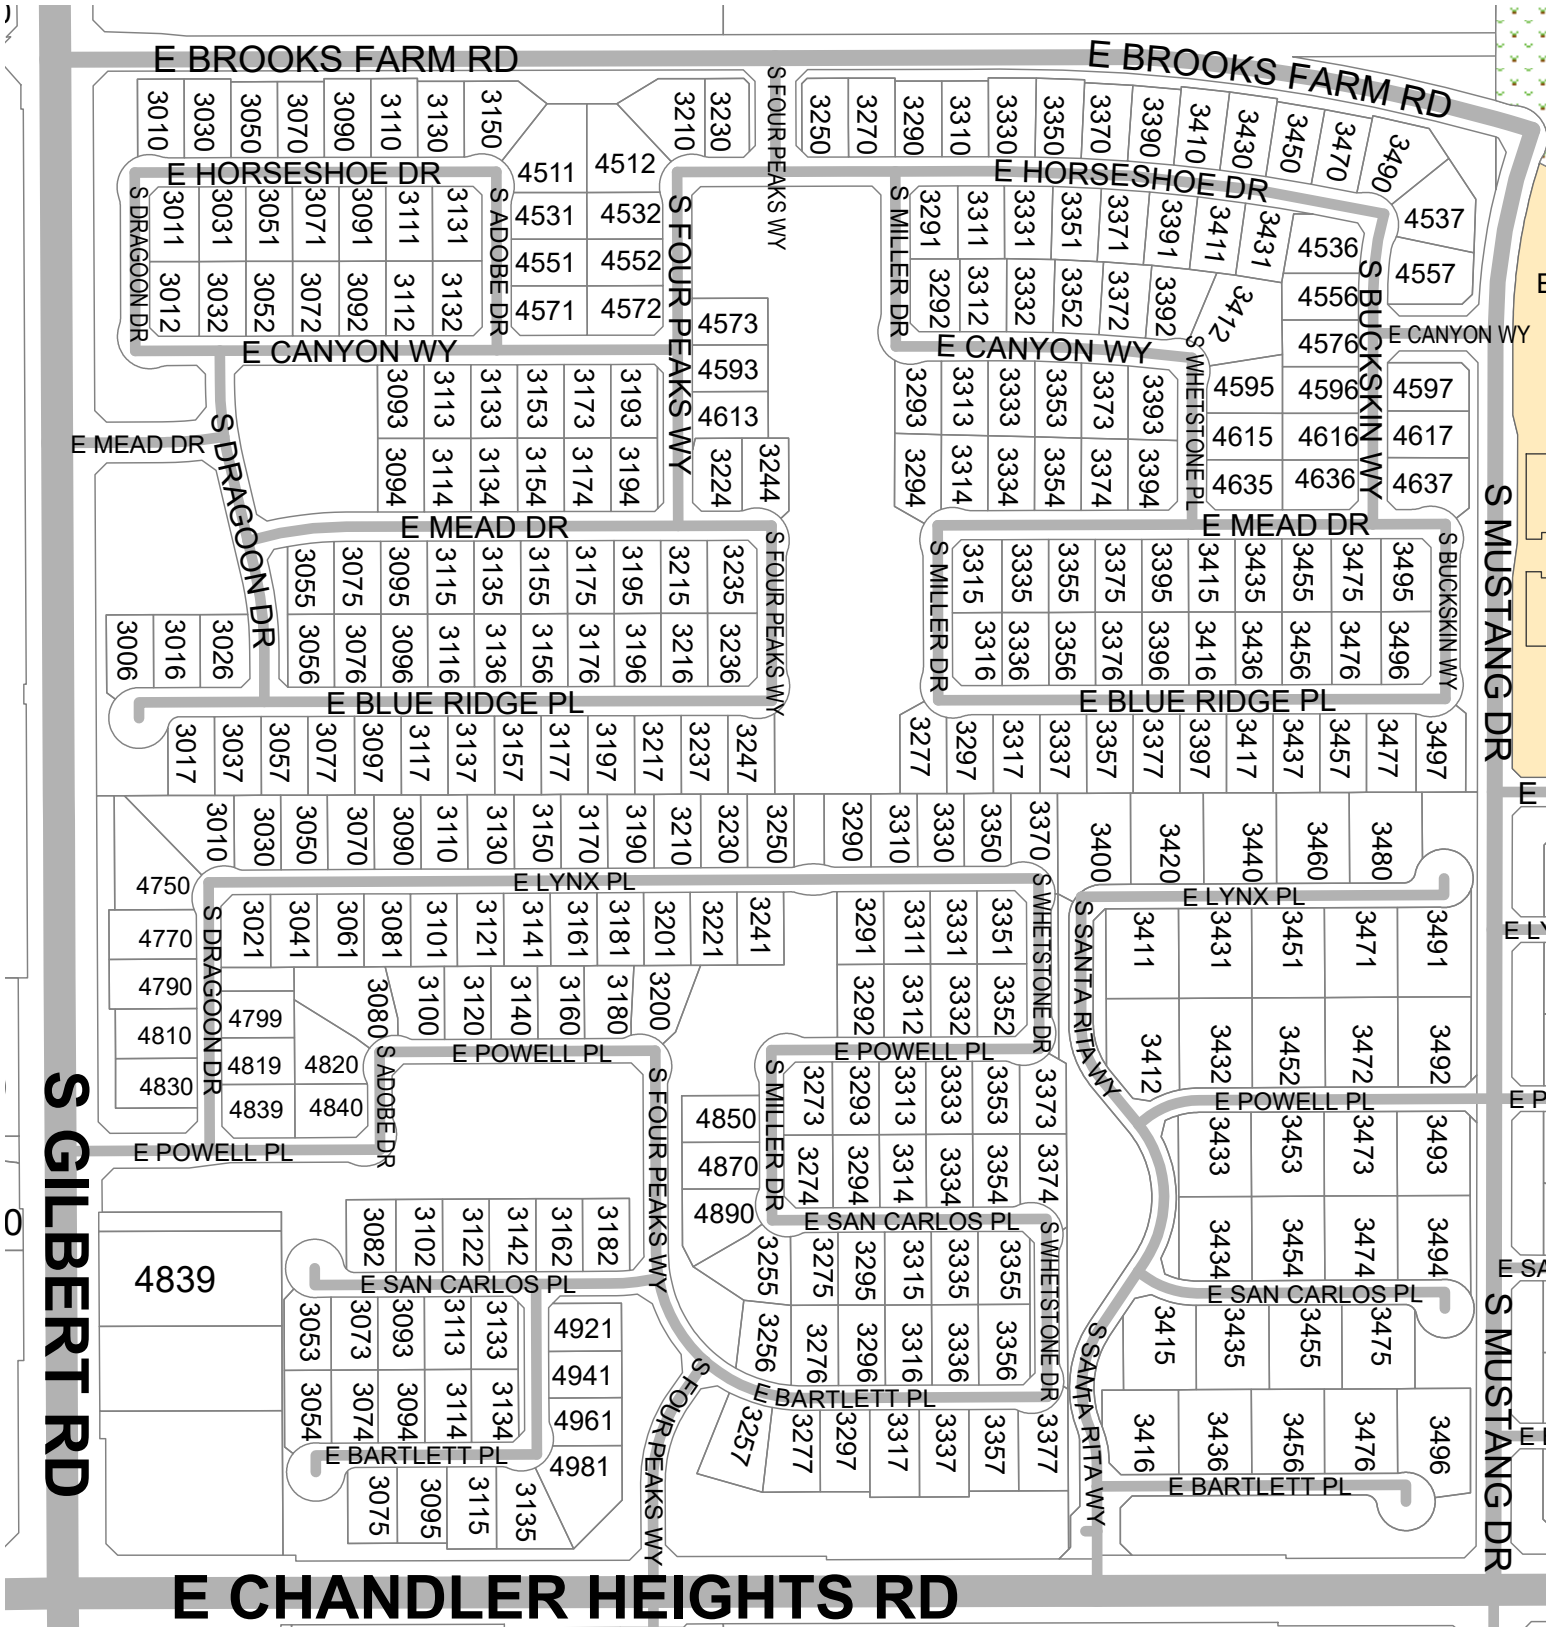 E BROOKS FARM RD
E BROOKS FARM RD
3010 3030 3050 3070 3090 3110 3130 3150
3210 3230
S FOUR PEAKS WY
3250 3270 3290 3310 3330 3350 3370 3390 3410 3430 3450 3470 3490
4511 4512
E HORSESHOE DR
E HORSESHOE DR
S DRAGOON DR
3011 3031 3051 3071 3091 3111 3131
S ADOBE DR
4531 4532
S FOUR PEAKS WY
S MILLER DR
3291 3311 3331 3351 3371 3391 3411 3431
4536
4537
4551 4552
4557
3012 3032 3052 3072 3092 3112 3132
4571 4572
3292 3312 3332 3352 3372 3392 3412
4556
S BUCKSKIN WY
4573
4576
E CANYON WY
E CANYON WY
E CANYON WY
S WHETSTONE PL
4593
4595 4596 4597
3093 3113 3133 3153 3173 3193
4613
3293 3313 3333 3353 3373 3393
4615 4616 4617
E MEAD DR
S DRAGOON DR
3094 3114 3134 3154 3174 3194
3224 3244
3294 3314 3334 3354 3374 3394
4635 4636 4637
E MEAD DR
E MEAD DR
S MUSTANG DR
3055 3075 3095 3115 3135 3155 3175 3195 3215 3235
S FOUR PEAKS WY
S MILLER DR
3315 3335 3355 3375 3395 3415 3435 3455 3475 3495
S BUCKSKIN WY
3006 3016 3026
3056 3076 3096 3116 3136 3156 3176 3196 3216 3236
3316 3336 3356 3376 3396 3416 3436 3456 3476 3496
E BLUE RIDGE PL
E BLUE RIDGE PL
3017 3037 3057 3077 3097 3117 3137 3157 3177 3197 3217 3237 3247
3277 3297 3317 3337 3357 3377 3397 3417 3437 3457 3477 3497
E
3010 3030 3050 3070 3090 3110 3130 3150 3170 3190 3210 3230 3250
3290 3310 3330 3350 3370
3400 3420 3440 3460 3480
4750
E LYNX PL
E LYNX PL
S DRAGOON DR
3021 3041 3061 3081 3101 3121 3141 3161 3181 3201 3221 3241
3291 3311 3331 3351
S WHETSTONE DR
S SANTA RITA WY
3411 3431 3451 3471 3491
E LY
4770
4790
3080 3100 3120 3140 3160 3180 3200
3292 3312 3332 3352
4799
4810
3412 3432 3452 3472 3492
E POWELL PL
E POWELL PL
4819 4820
S ADOBE DR
S FOUR PEAKS WY
S MILLER DR
4830
3273 3293 3313 3333 3353 3373
E POWELL PL
E P
4839 4840
4850
S GILBERT RD
E POWELL PL
4870
3274 3294 3314 3334 3354 3374
3433 3453 3473 3493
3082 3102 3122 3142 3162 3182
4890
E SAN CARLOS PL
3434 3454 3474 3494
0
E SA
4839
E SAN CARLOS PL
3255 3275 3295 3315 3335 3355
S WHETSTONE DR
E SAN CARLOS PL
3053 3073 3093 3113 3133
4921
3256 3276 3296 3316 3336 3356
S SANTA RITA WY
3415 3435 3455 3475
S MUSTANG DR
4941
S FOUR PEAKS WY
E BARTLETT PL
3054 3074 3094 3114 3134
4961
3257 3277 3297 3317 3337 3357 3377
3416 3436 3456 3476 3496
E BARTLETT PL
4981
E BARTLETT PL
3075 3095 3115 3135
E CHANDLER HEIGHTS RD